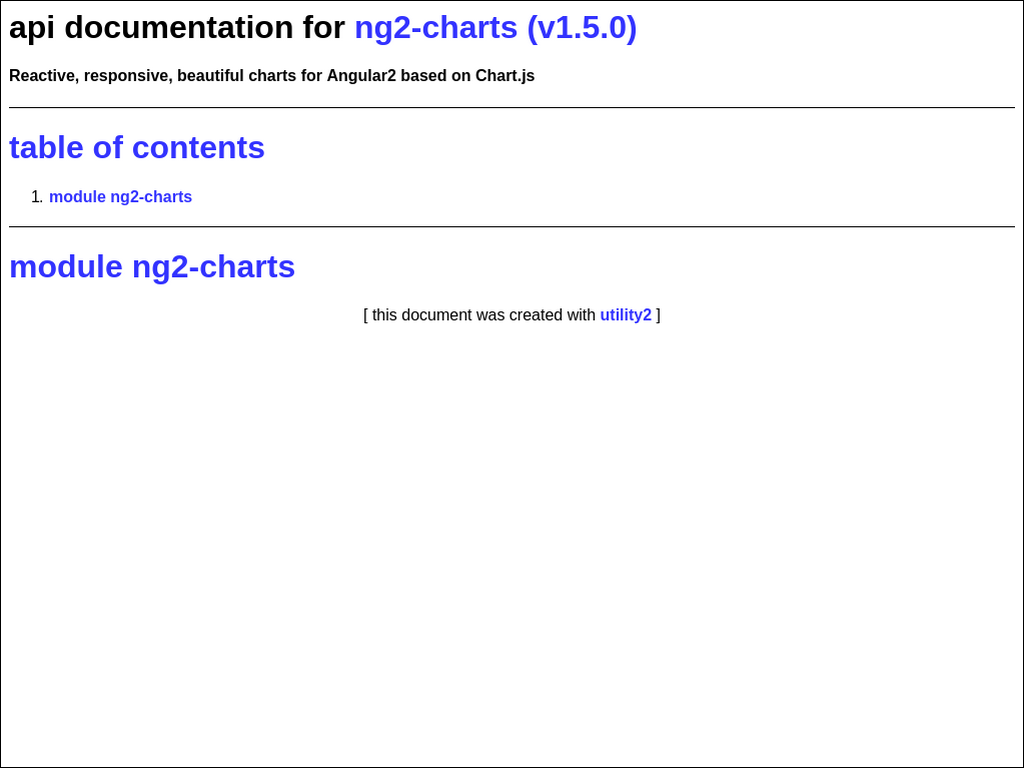 api documentation for ng2-charts (v1.5.0)
Reactive, responsive, beautiful charts for Angular2 based on Chart.js
table of contents
1. module ng2-charts
module ng2-charts
[ this document was created with utility2 ]